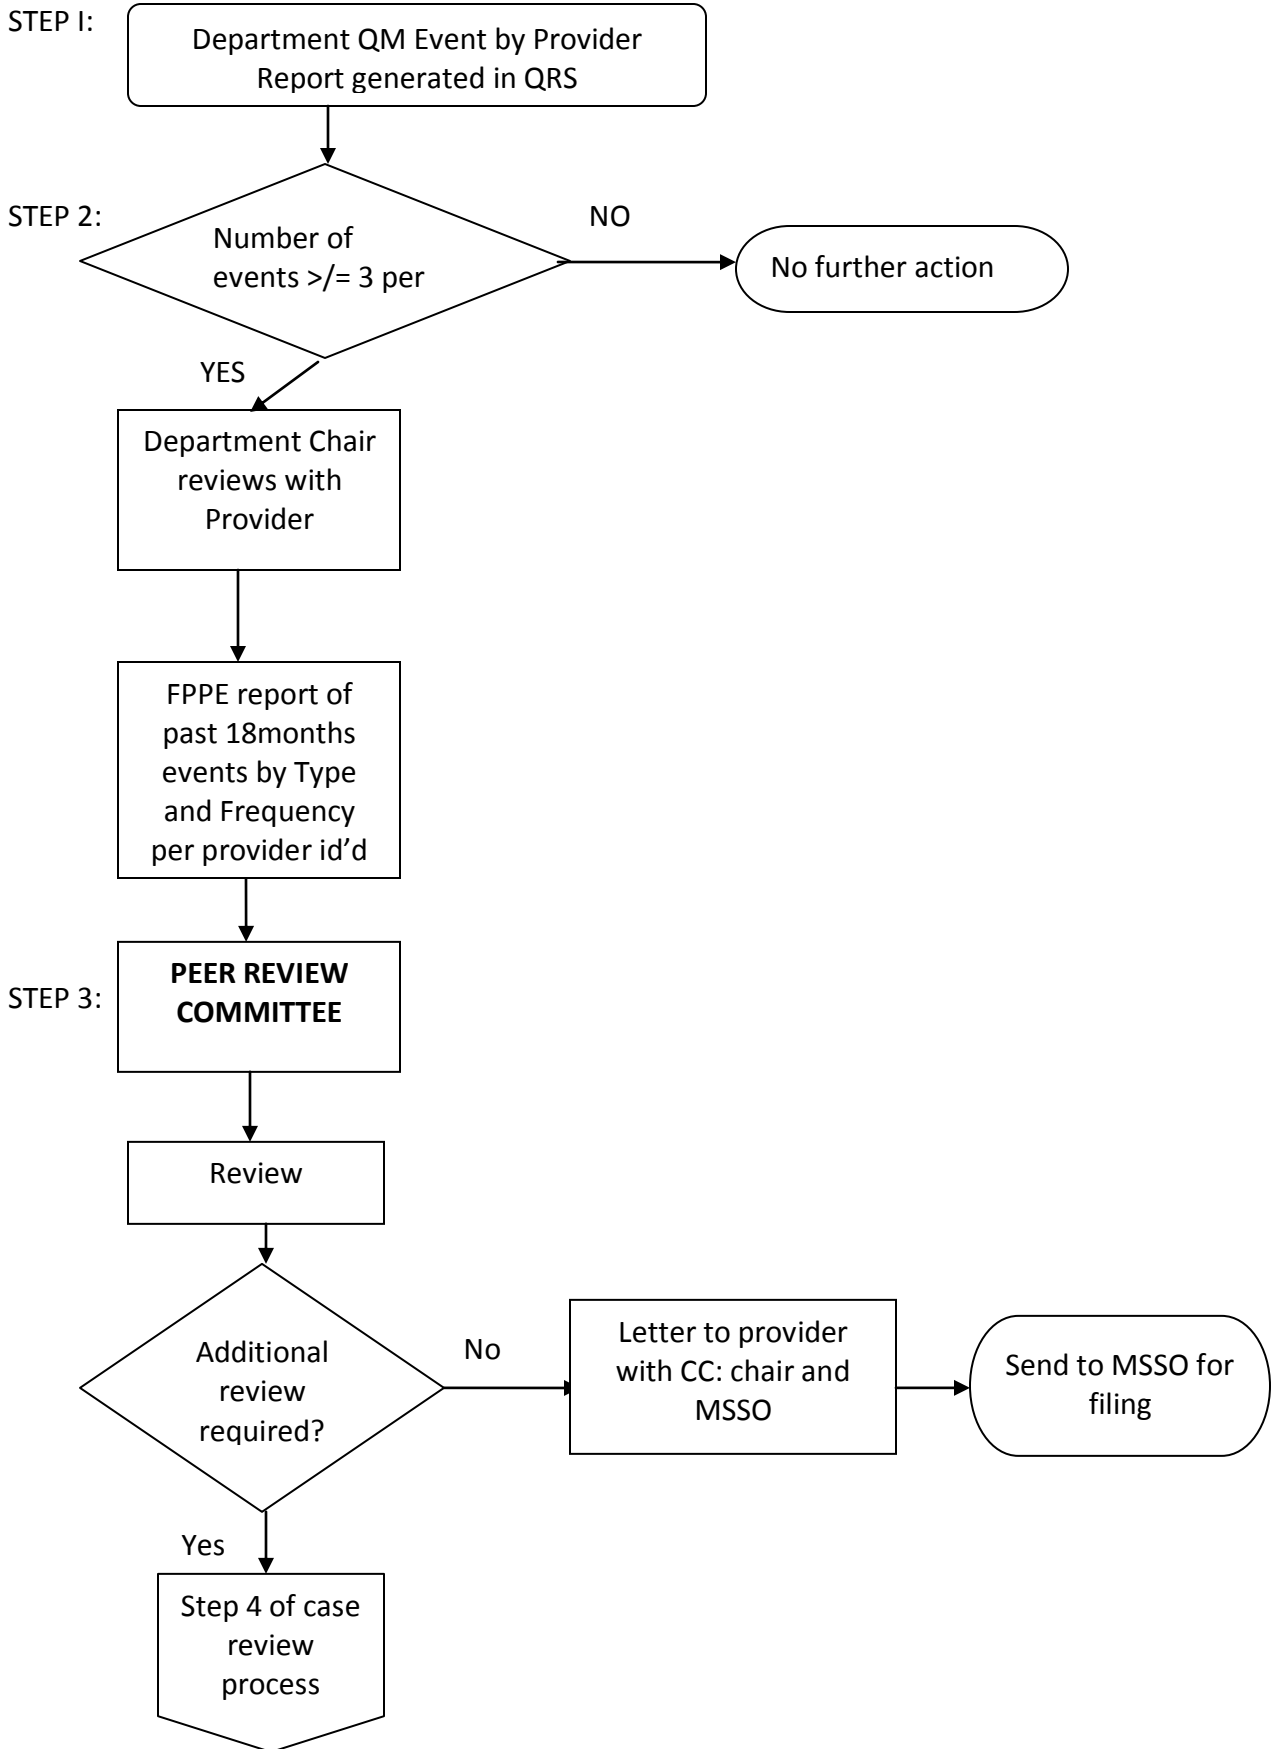 STEP I:
Department QM Event by Provider
Report generated in QRS
STEP 2:
Number of
events >/= 3 per
NO
No further action
YES
Department Chair
reviews with
Provider
FPPE report of
past 18months
events by Type
and Frequency
per provider id’d
STEP 3:
PEER REVIEW
COMMITTEE
Review
Additional
review
required?
No
Letter to provider
with CC: chair and
MSSO
Send to MSSO for
filing
Yes
Step 4 of case
review
process